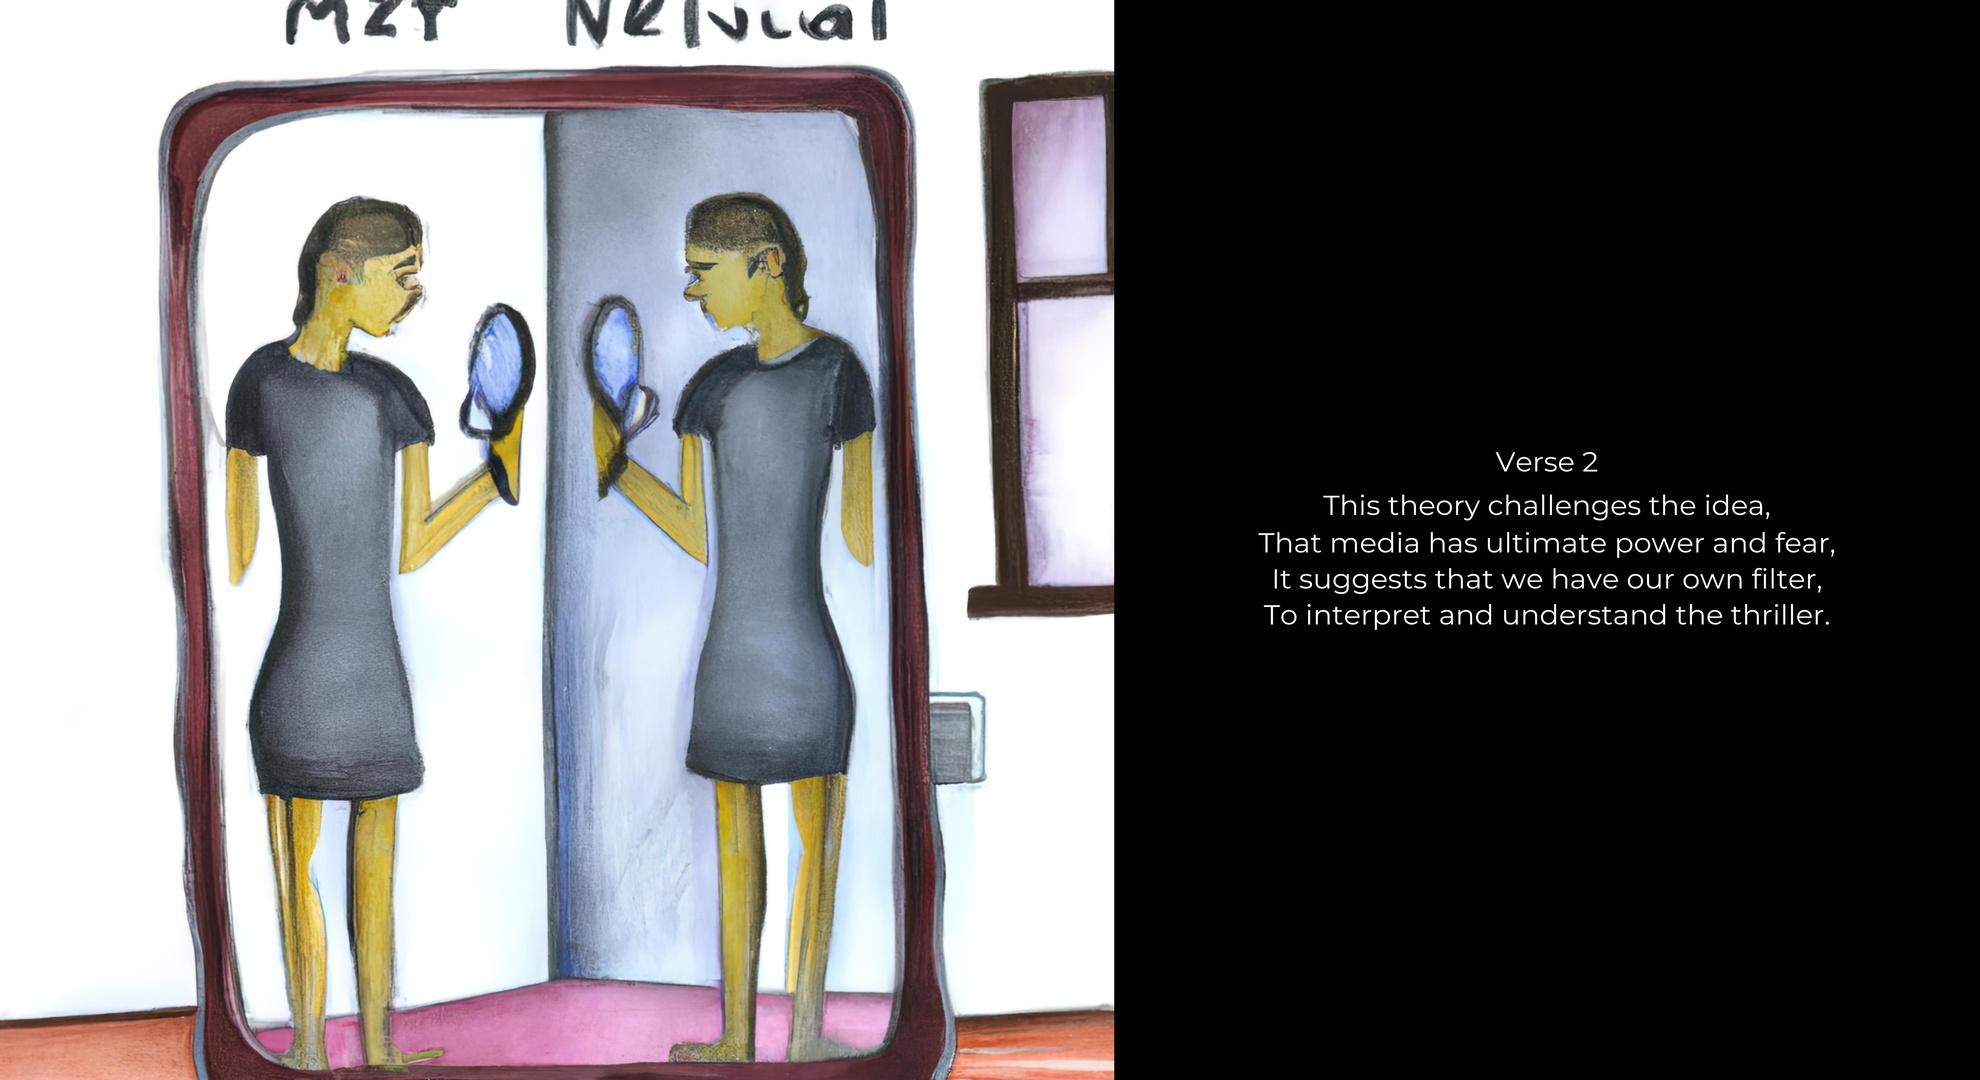 Verse 2
This theory challenges the idea,
That media has ultimate power and fear,
It suggests that we have our own filter,
To interpret and understand the thriller.